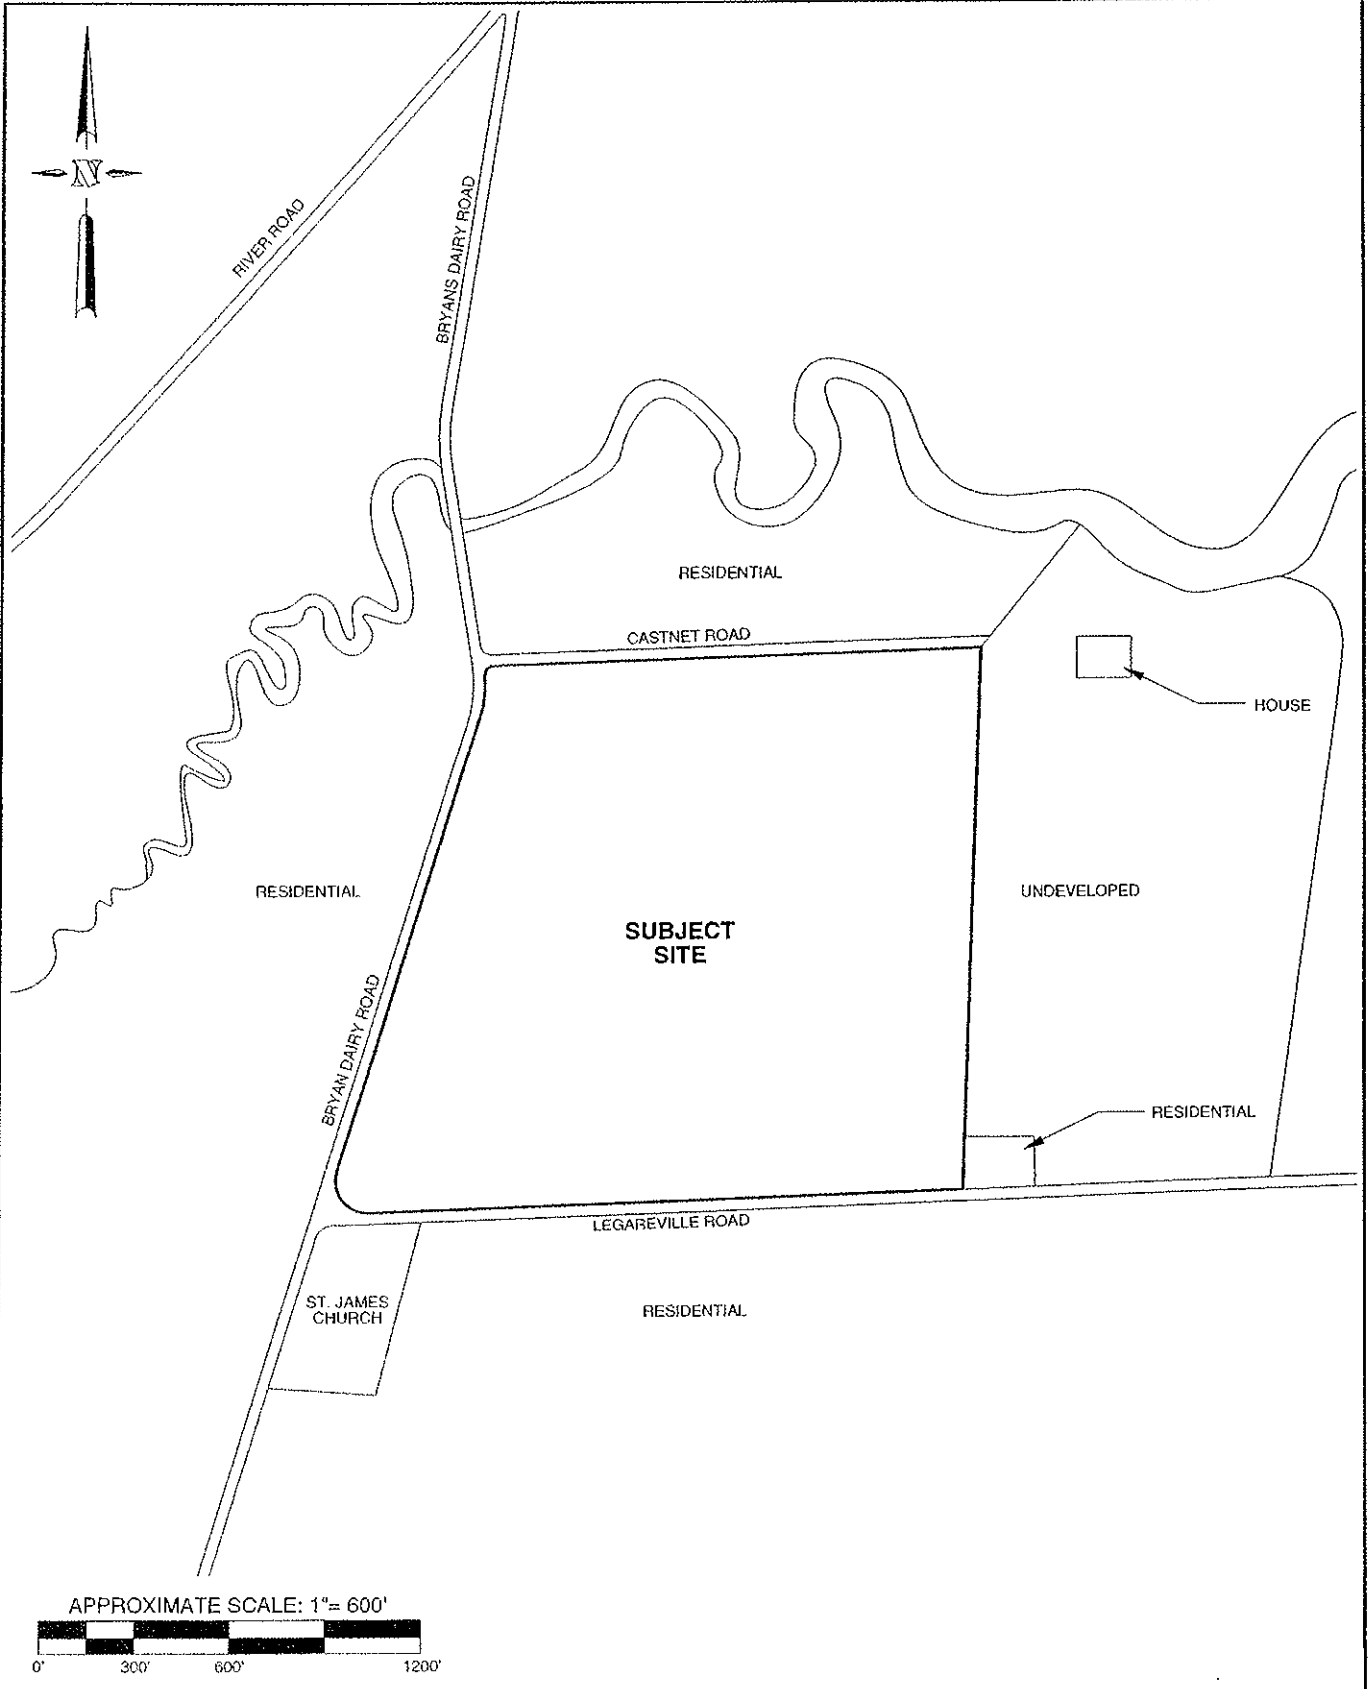 N
RIVER ROAD
BRYANS DAIRY ROAD
RESIDENTIAL
CASTNET ROAD
HOUSE
RESIDENTIAL
UNDEVELOPED
SUBJECT
SITE
BRYAN DAIRY ROAD
RESIDENTIAL
LEGAREVILLE ROAD
ST. JAMES
CHURCH
RESIDENTIAL
APPROXIMATE SCALE: 1"= 600'
0' 300' 600' 1200'